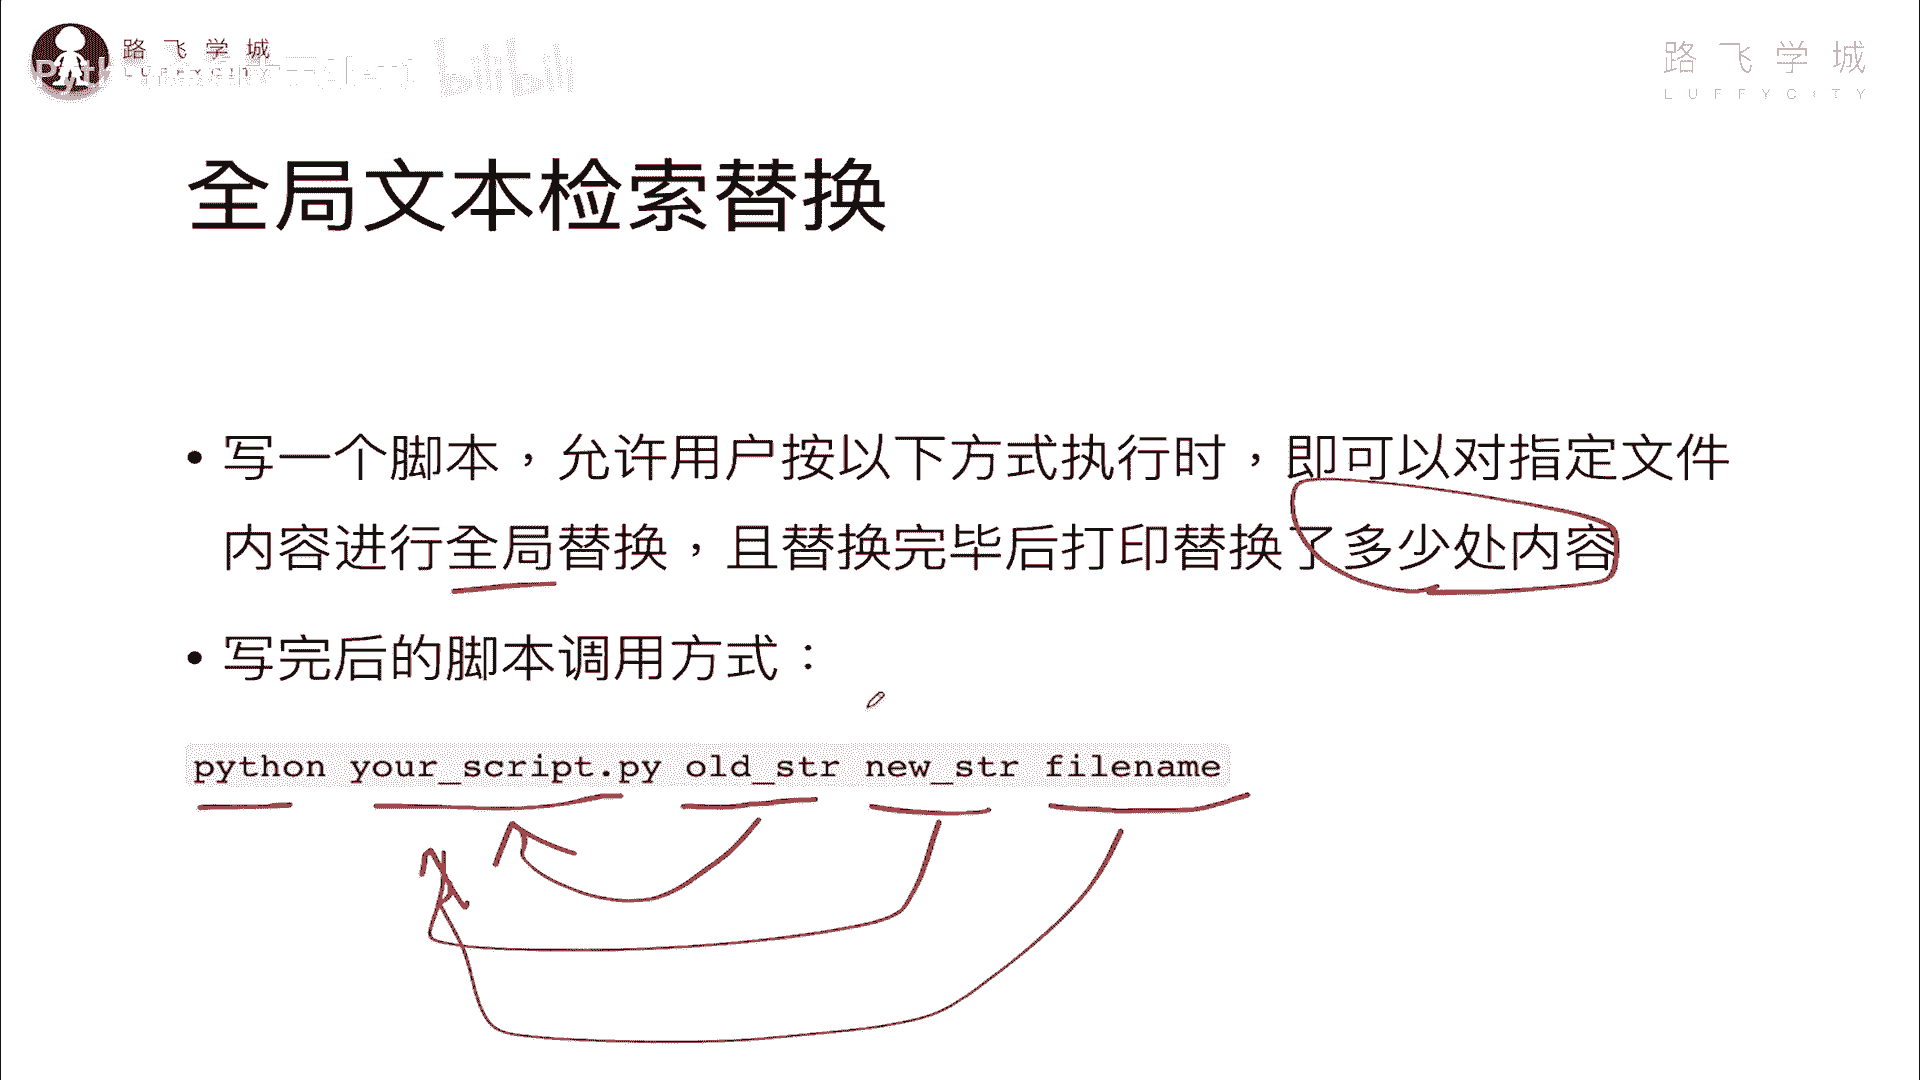 路飞学城
bilibili
路飞学城
LUFFYCITY
全局文本检索替换
• 写一个脚本，允许用户按以下方式执行时，即可以对指定文件
内容进行全局替换，且替换完毕后打印替换了多少处内容
• 写完后的脚本调用方式：
python your_script.py old_str new_str filename